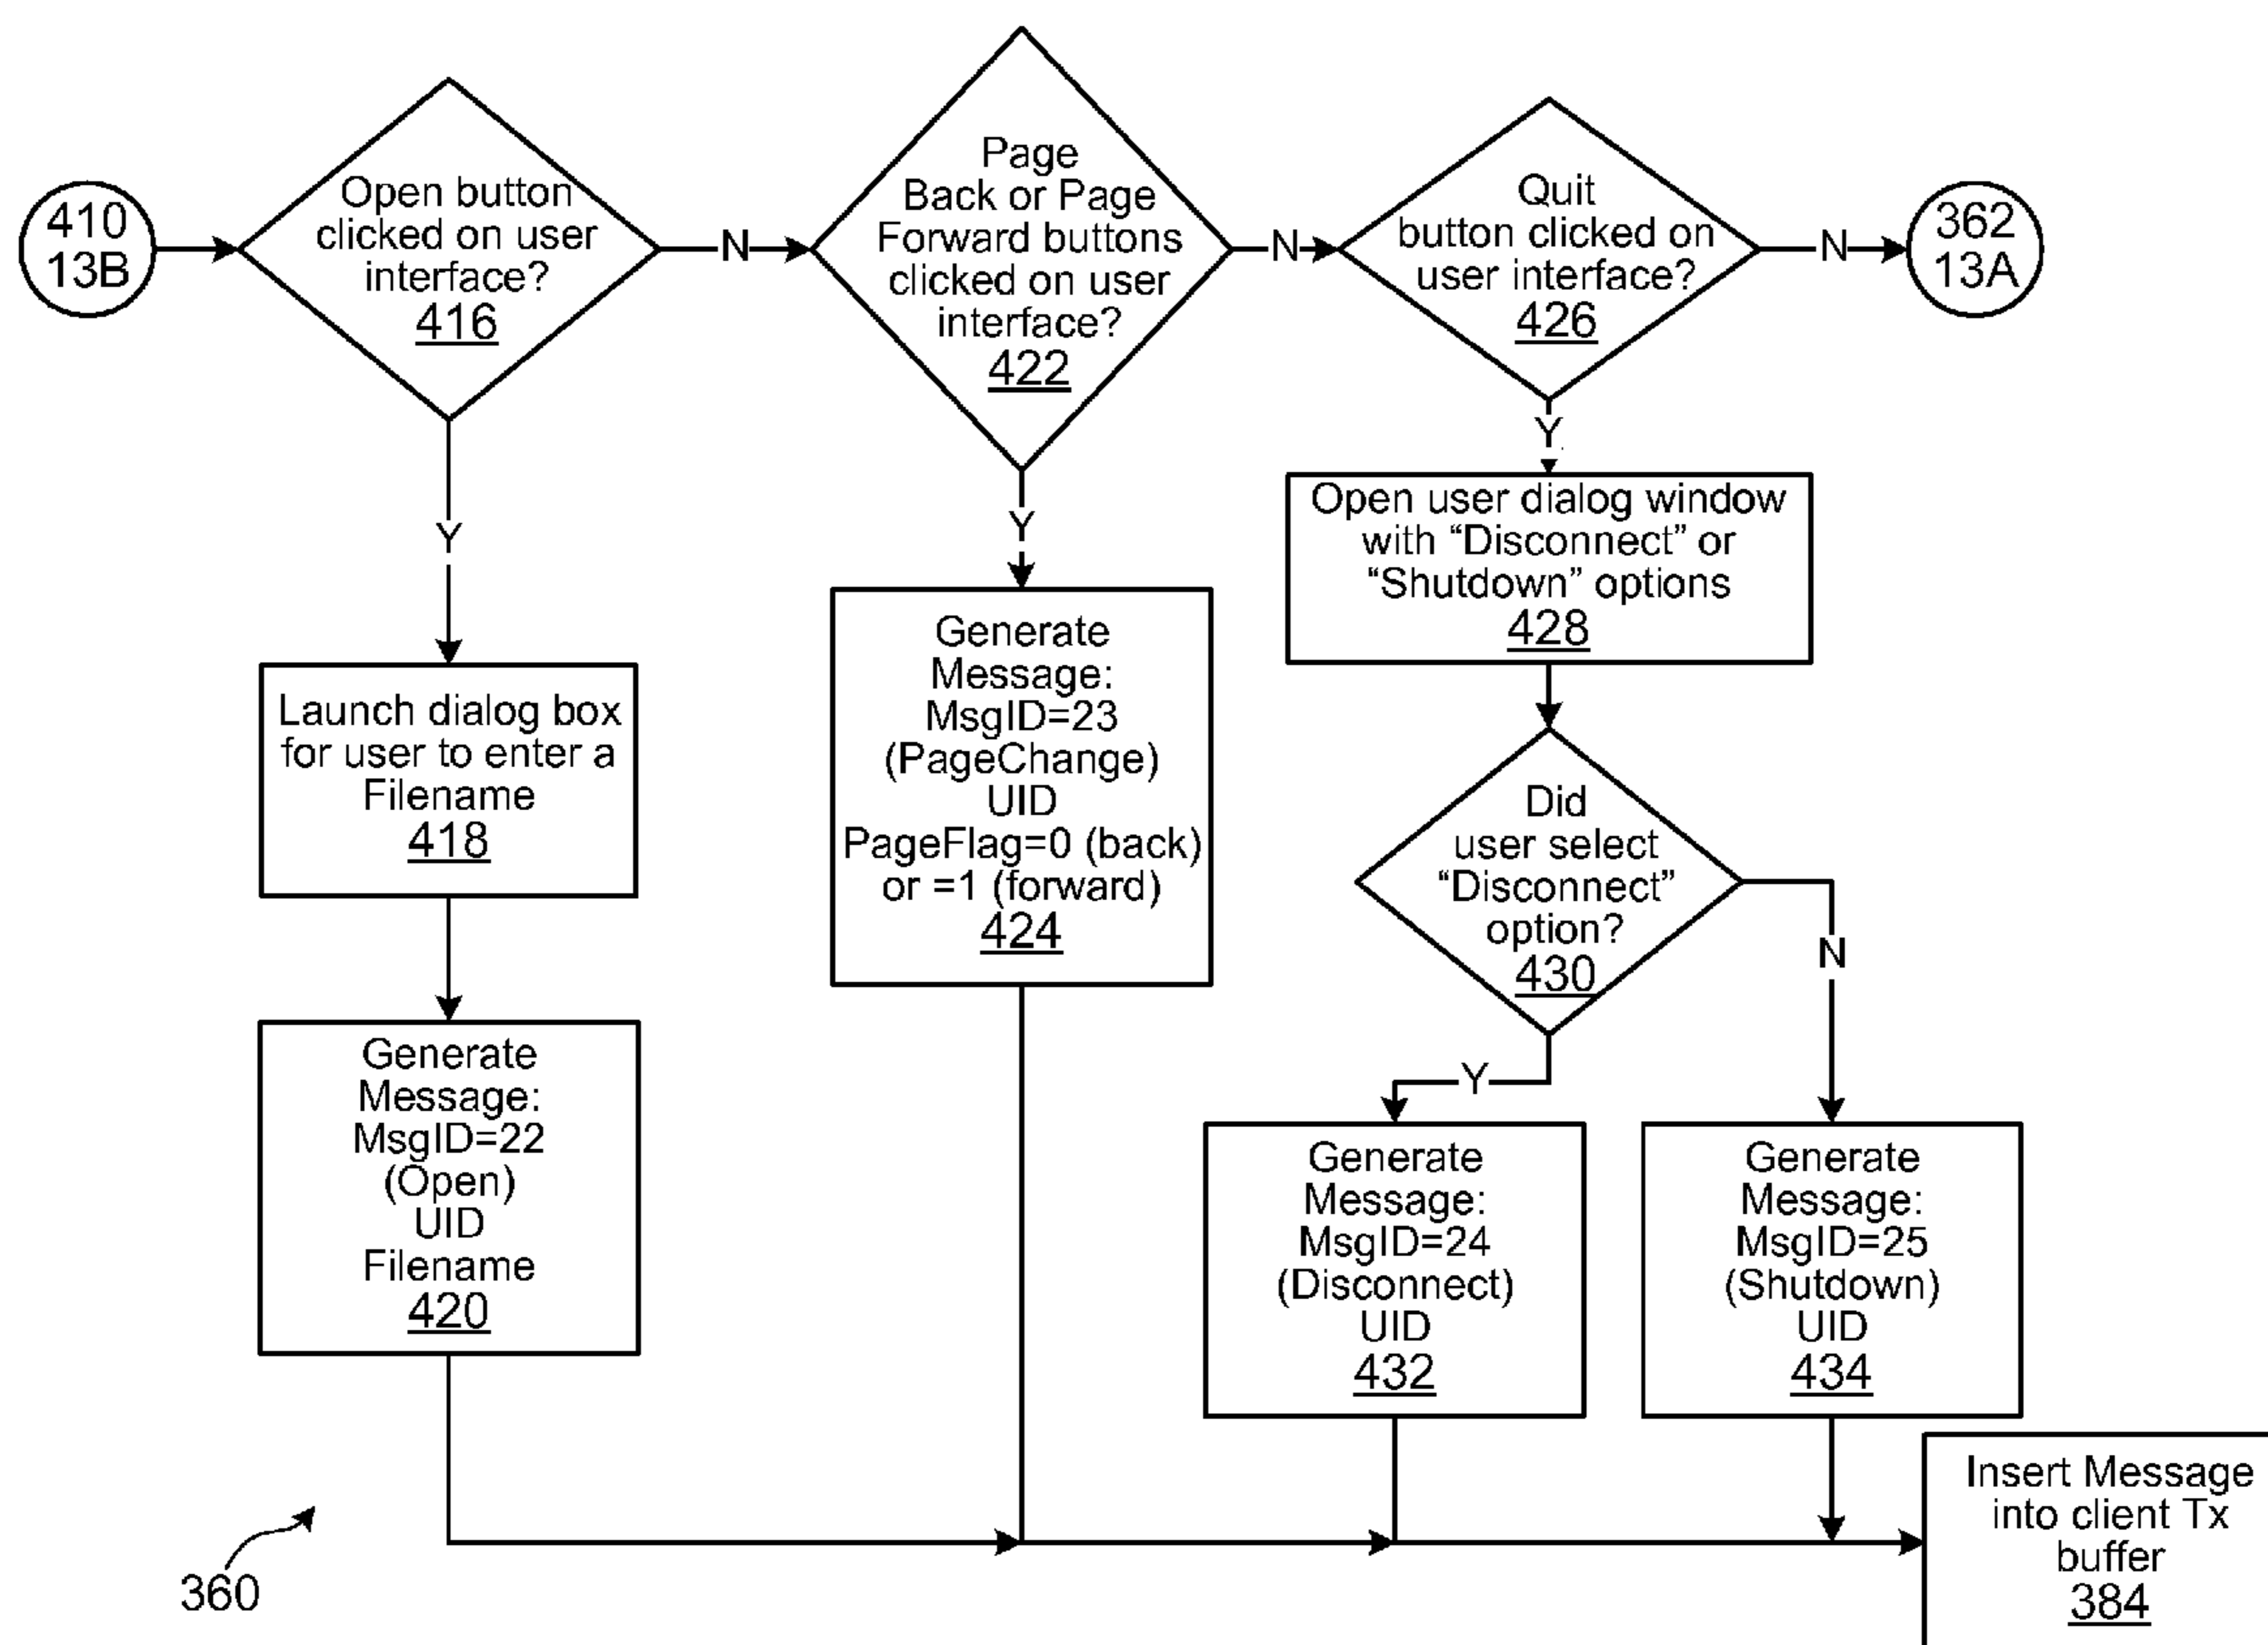 410
13B
Open button
clicked on user
interface?
416
N
Page
Back or Page
Forward buttons
clicked on user
interface?
422
N
Quit
button clicked on
user interface?
426
N
362
13A
Y
Y
Y
Launch dialog box
for user to enter a
Filename
418
Generate
Message:
MsgID=22
(Open)
UID
Filename
420
Generate
Message:
MsgID=23
(PageChange)
UID
PageFlag=0 (back)
or =1 (forward)
424
Open user dialog window
with “Disconnect” or
“Shutdown” options
428
Did
user select
“Disconnect”
option?
430
Y
N
Generate
Message:
MsgID=24
(Disconnect)
UID
432
Generate
Message:
MsgID=25
(Shutdown)
UID
434
Insert Message
into client Tx
buffer
384
360